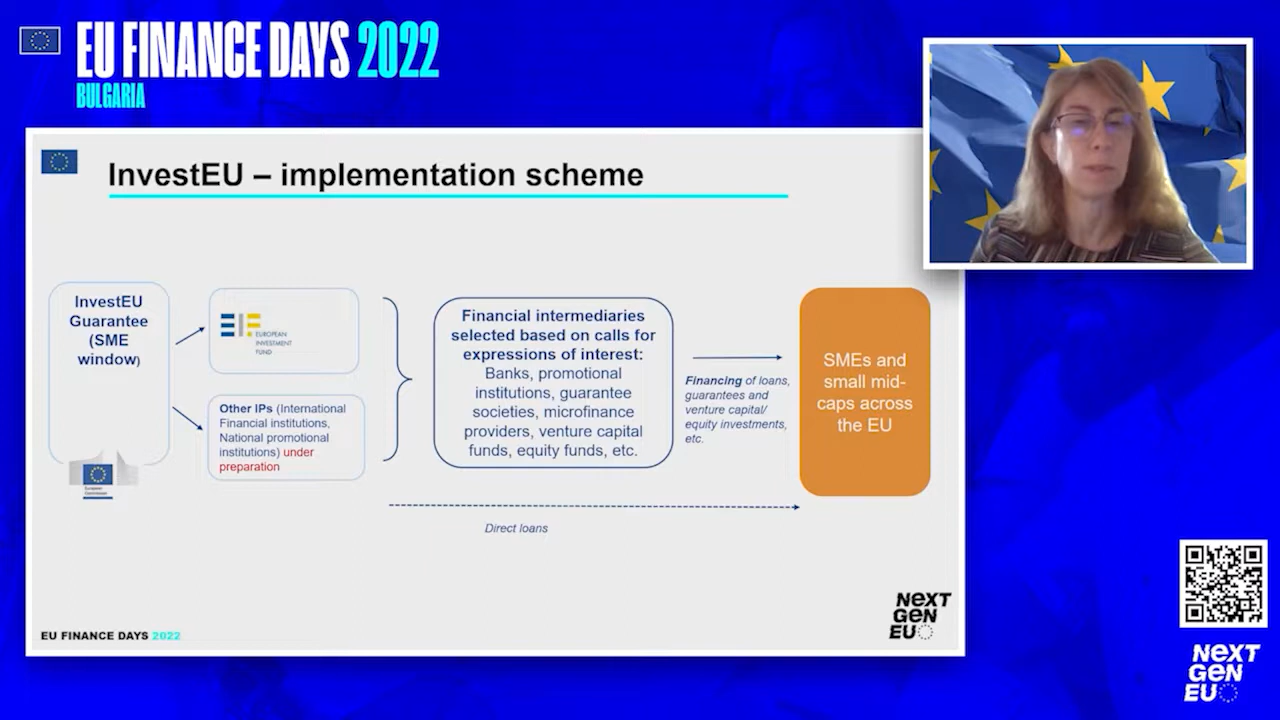 EU FINANCE DAYS 2022
BULGARIA
InvestEU – implementation scheme
InvestEU
Guarantee
(SME
window)
European
Commission
EIF
EUROPEAN
INVESTMENT
FUND
Other IPs (International
Financial institutions,
National promotional
institutions) under
preparation
Financial intermediaries
selected based on calls for
expressions of interest:
Banks, promotional
institutions, guarantee
societies, microfinance
providers, venture capital
funds, equity funds, etc.
Financing of loans,
guarantees and
venture capital/
equity investments,
etc.
SMEs and
small mid-
caps across
the EU
Direct loans
EU FINANCE DAYS 2022
NEXT
GEN
EU
NEXT
GEN
EU